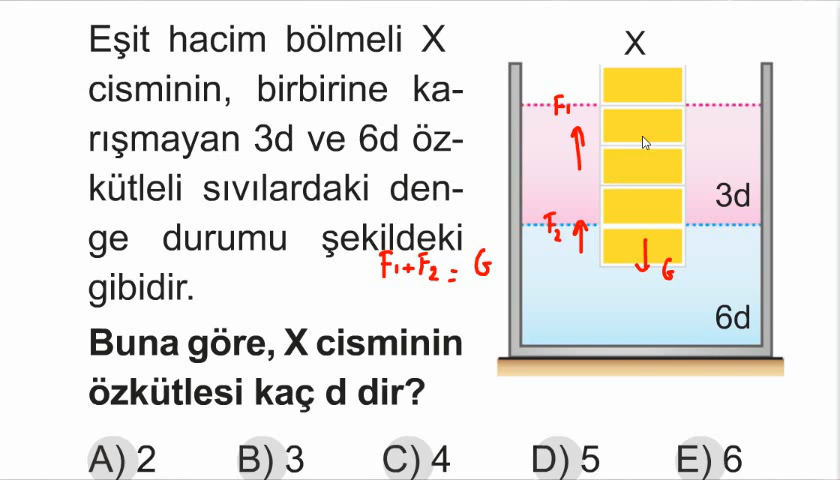 Eşit hacim bölmeli X
cisminin, birbirine ka-
rışmayan 3d ve 6d öz-
kütleli sıvılardaki den-
ge durumu şekildeki
gibidir.
F₁+F₂ = G
Buna göre, X cisminin
özkütlesi kaç d dir?
A) 2 B) 3 C) 4 D) 5 E) 6
X
F₁
3d
F₂
G
6d